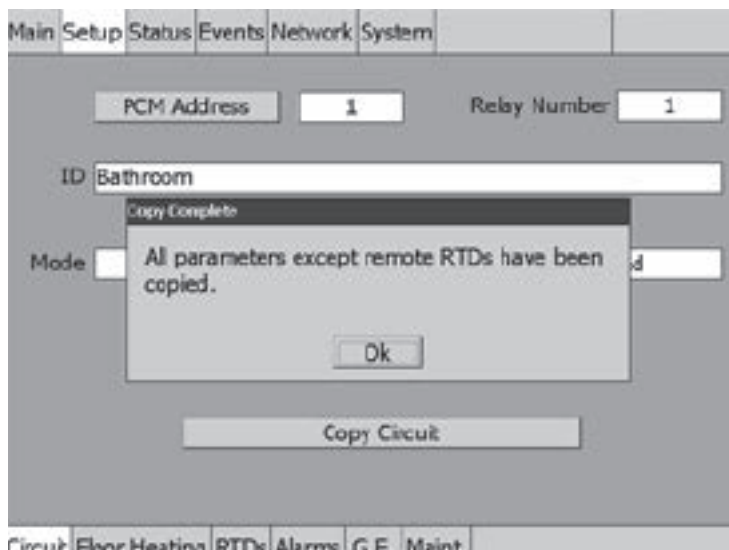 Main Setup Status Events Network System
PCM Address 1 Relay Number 1
ID Bathroom
Copy Complete
Mode
All parameters except remote RTDs have been
copied.
Ok
Copy Circuit
Circuit Floor Heating RTDs Alarms G.F. Maint